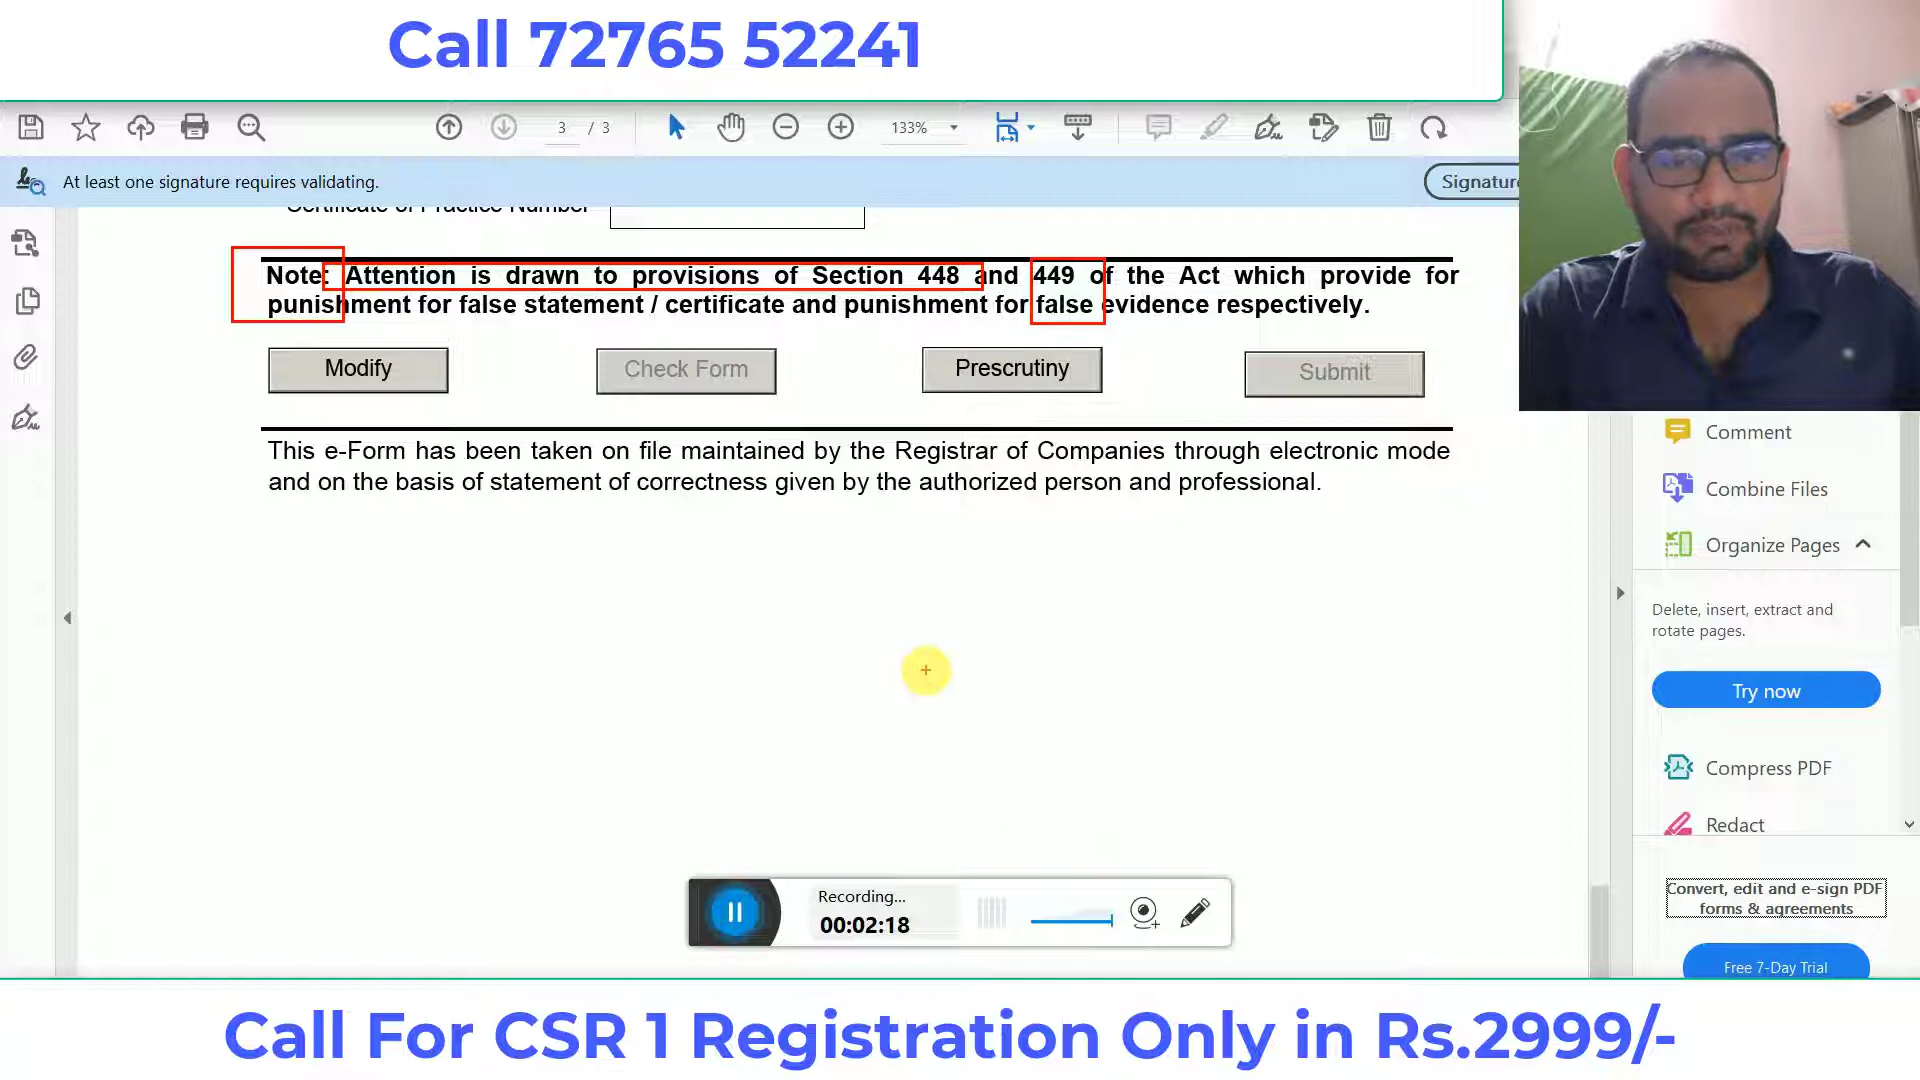 Call 72765 52241
3 / 3
133%
At least one signature requires validating.
Signature
Certificate of Practice Number
Note: Attention is drawn to provisions of Section 448 and 449 of the Act which provide for
punishment for false statement / certificate and punishment for false evidence respectively.
Modify
Check Form
Prescrutiny
Submit
This e-Form has been taken on file maintained by the Registrar of Companies through electronic mode
and on the basis of statement of correctness given by the authorized person and professional.
Comment
Combine Files
Organize Pages
Delete, insert, extract and
rotate pages.
Try now
Compress PDF
Redact
Convert, edit and e-sign PDF
forms & agreements
Free 7-Day Trial
Recording...
00:02:18
Call For CSR 1 Registration Only in Rs.2999/-